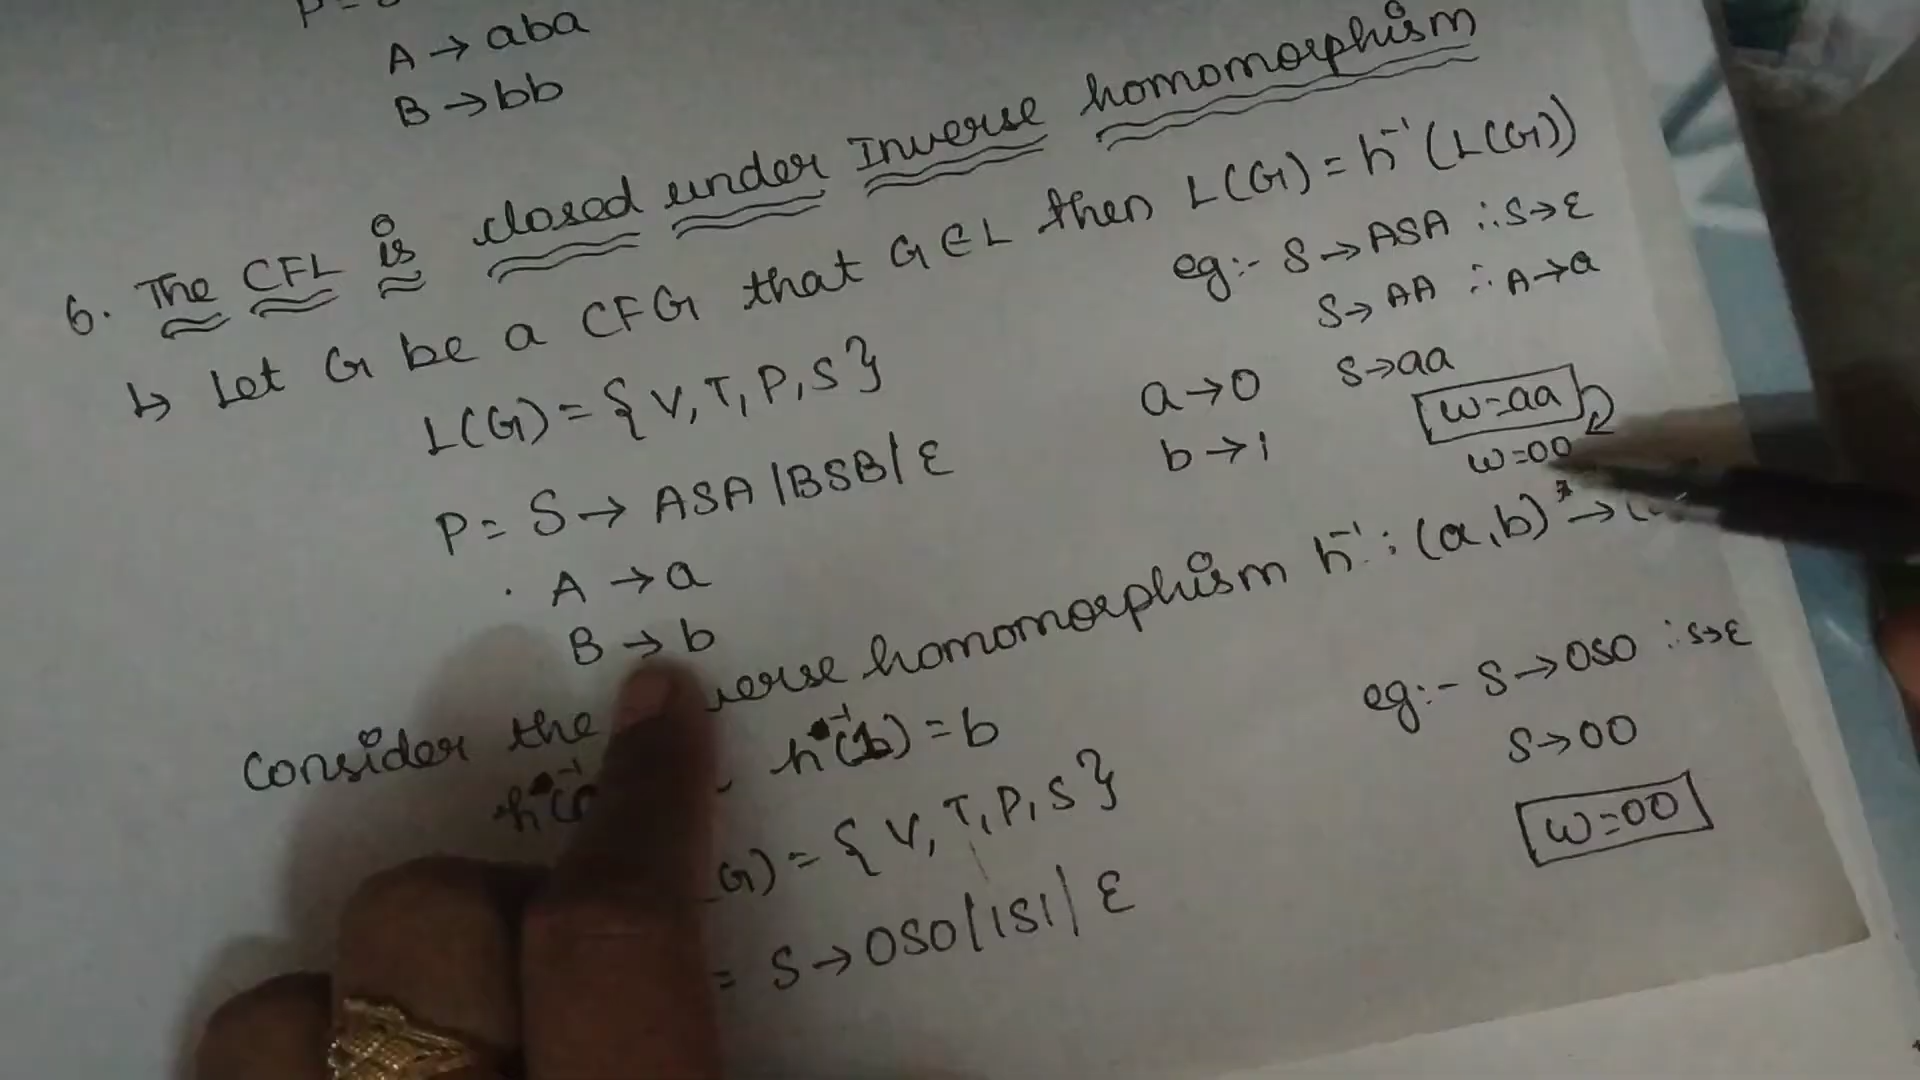 A → aba
B → bb
6. The CFL is closed under Inverse homomorphism
↳ Let G be a CFG that G ∈ L then L(G) = h⁻¹(L(G))
L(G) = { V, T, P, S }
P = S → ASA | BSB | ε
A → a
B → b
a → 0
b → 1
eg:- S → ASA ∴ S → ε
S → AA ∴ A → a
S → aa
w = aa
w = 00
Consider the homomorphism h⁻¹ : (a,b)* →
h⁻¹(1) = b
G) = { V, T, P, S }
= S → 0S0 | 1S1 | ε
eg:- S → 0S0 ∴ S → ε
S → 00
w = 00